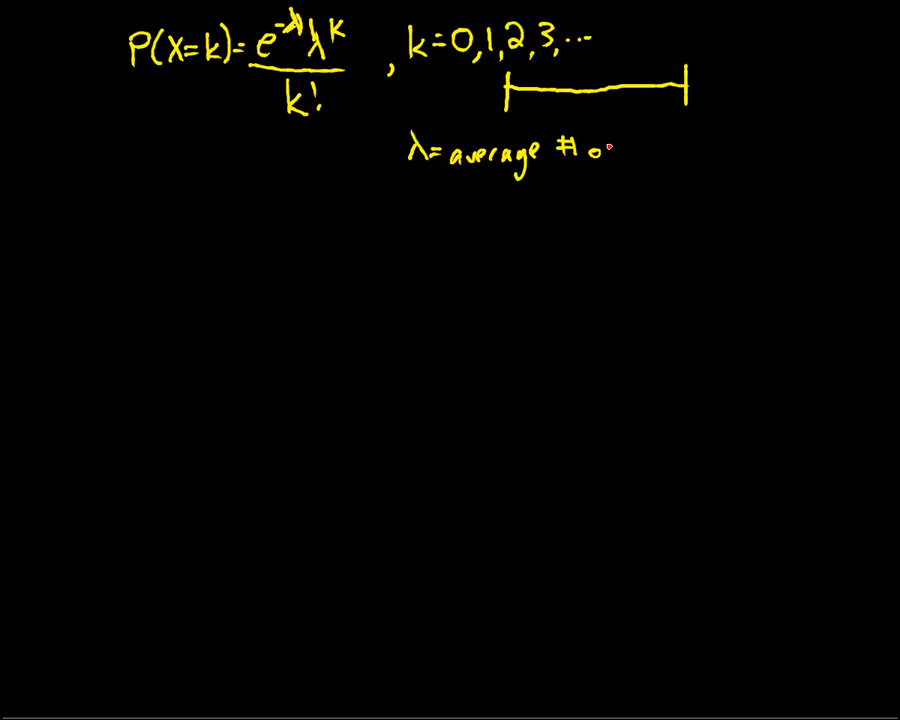 P(X=k)= e^-λ λ^k / k! , k=0,1,2,3,...
λ= average # o